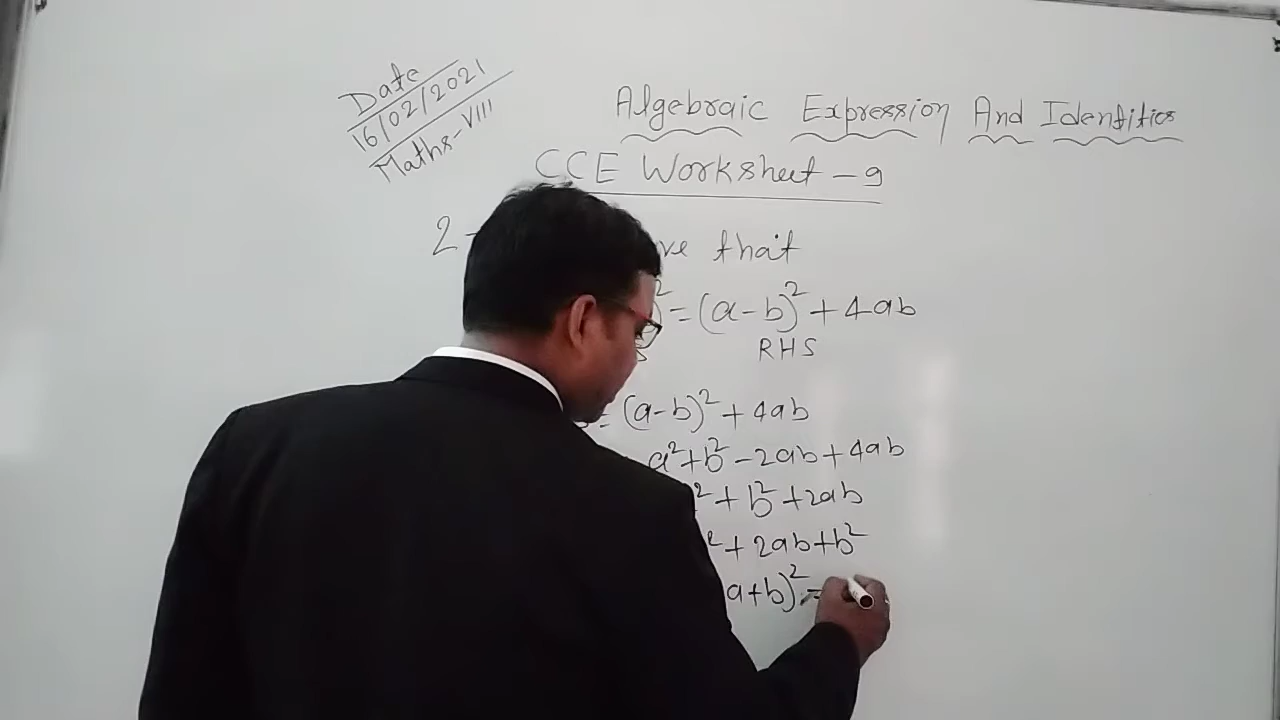 Date
16/02/2021
Maths-VIII
Algebraic Expression And Identities
CCE Worksheet-9
2 that
)²=(a-b)²+4ab
RHS
=(a-b)²+4ab
a²+b²-2ab+4ab
²+b²+2ab
²+2ab+b²
a+b)²=